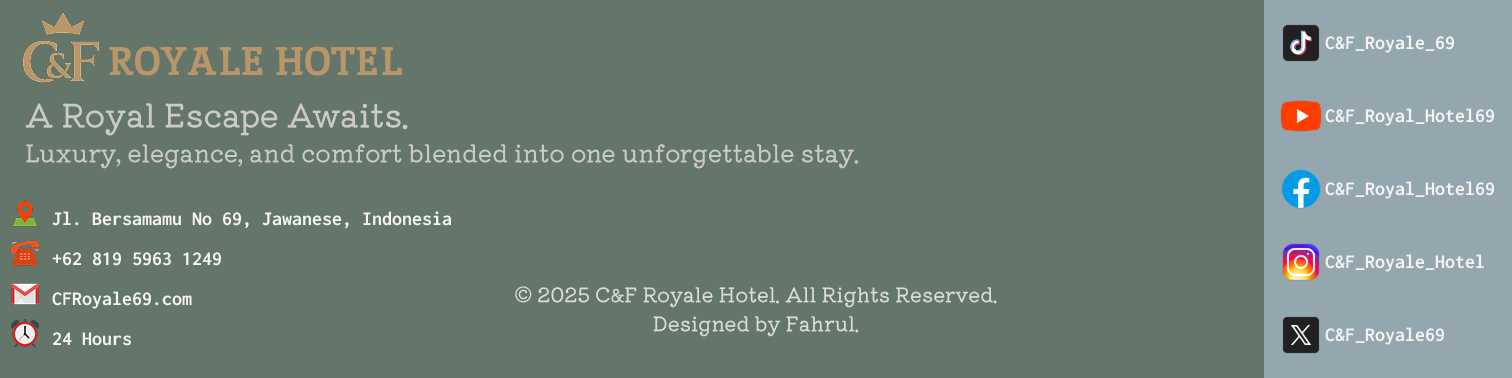 C&F ROYALE HOTEL
A Royal Escape Awaits.
Luxury, elegance, and comfort blended into one unforgettable stay.
Jl. Bersamamu No 69, Jawanese, Indonesia
+62 819 5963 1249
CFRoyale69.com
24 Hours
© 2025 C&F Royale Hotel. All Rights Reserved.
Designed by Fahrul.
C&F_Royale_69
C&F_Royal_Hotel69
C&F_Royal_Hotel69
C&F_Royale_Hotel
C&F_Royale69